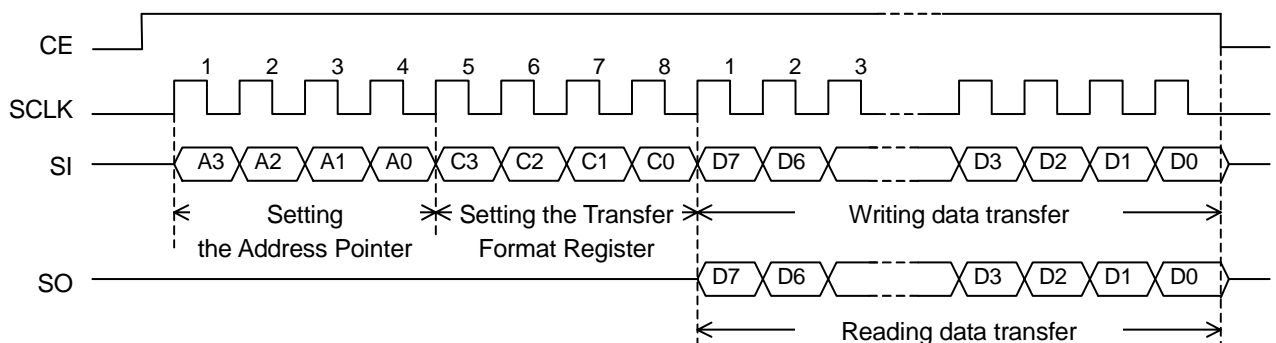 CE
1 2 3 4 5 6 7 8 1 2 3
SCLK
SI A3 A2 A1 A0 C3 C2 C1 C0 D7 D6 D3 D2 D1 D0
Setting Setting the Transfer Writing data transfer
the Address Pointer Format Register
SO D7 D6 D3 D2 D1 D0
Reading data transfer